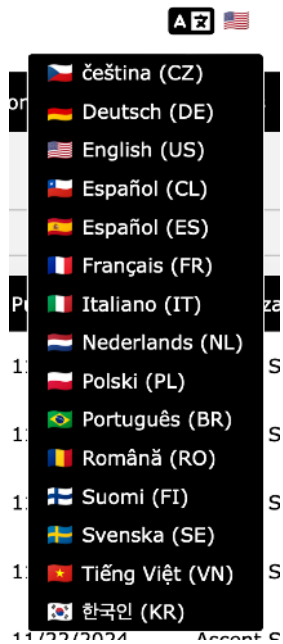 A 文
čeština (CZ)
Deutsch (DE)
English (US)
Español (CL)
Español (ES)
Français (FR)
Italiano (IT)
Nederlands (NL)
Polski (PL)
Português (BR)
Română (RO)
Suomi (FI)
Svenska (SE)
Tiếng Việt (VN)
한국인 (KR)
11/22/2024